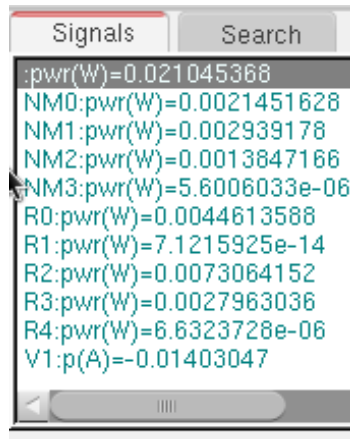 Signals Search
:pwr(W)=0.021045368
NM0:pwr(W)=0.0021451628
NM1:pwr(W)=0.002939178
NM2:pwr(W)=0.0013847166
NM3:pwr(W)=5.6006033e-06
R0:pwr(W)=0.0044613588
R1:pwr(W)=7.1215925e-14
R2:pwr(W)=0.0073064152
R3:pwr(W)=0.0027963036
R4:pwr(W)=6.6323728e-06
V1:p(A)=-0.01403047